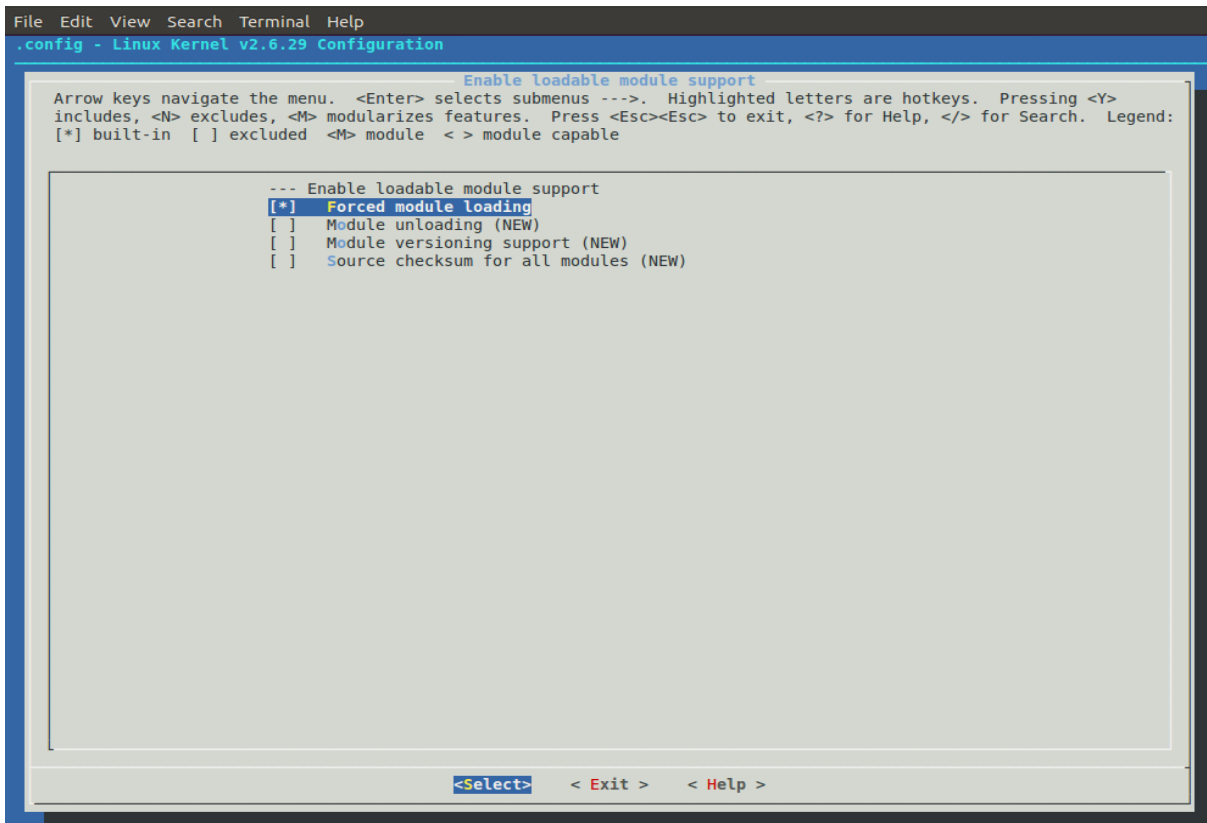 File Edit View Search Terminal Help
.config - Linux Kernel v2.6.29 Configuration
Enable loadable module support
Arrow keys navigate the menu. <Enter> selects submenus --->. Highlighted letters are hotkeys. Pressing <Y>
includes, <N> excludes, <M> modularizes features. Press <Esc><Esc> to exit, <?> for Help, </> for Search. Legend:
[*] built-in [ ] excluded <M> module < > module capable
--- Enable loadable module support
[*] Forced module loading
[ ] Module unloading (NEW)
[ ] Module versioning support (NEW)
[ ] Source checksum for all modules (NEW)
<Select> < Exit > < Help >